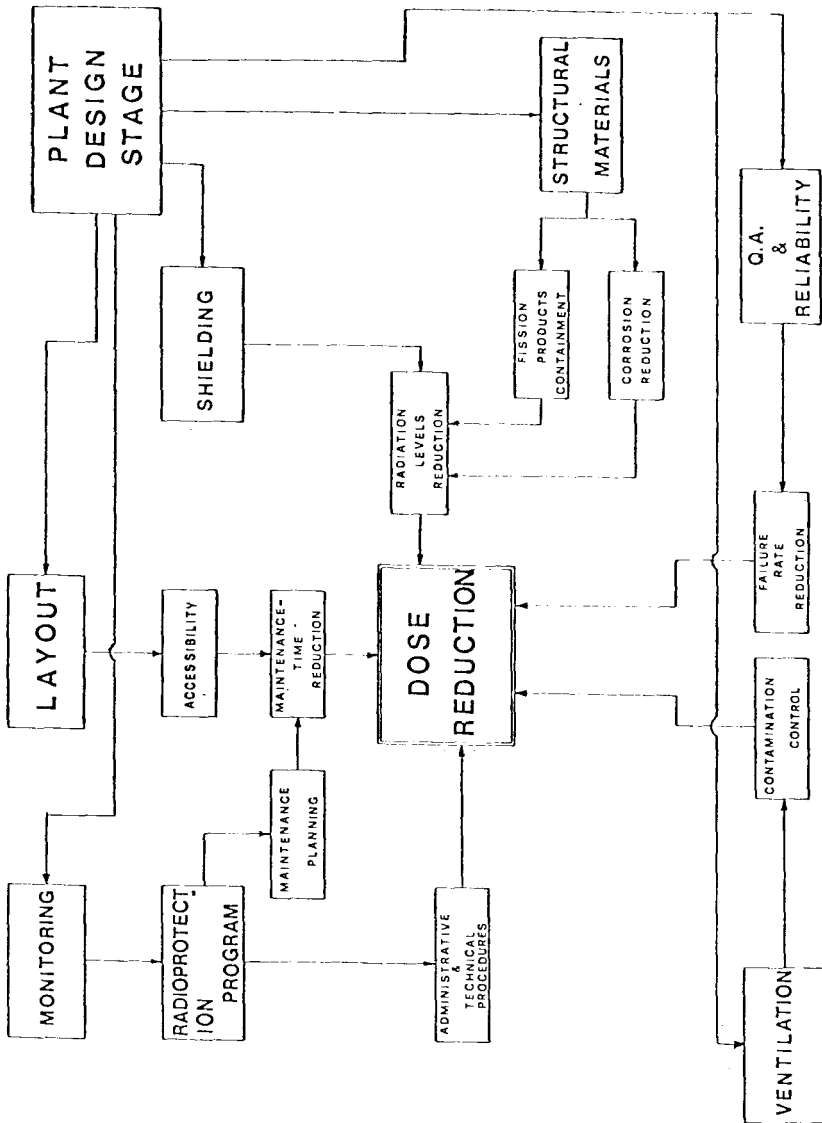 PLANT
DESIGN
STAGE
MONITORING
LAYOUT
SHIELDING
STRUCTURAL
MATERIALS
Q.A.
&
RELIABILITY
VENTILATION
RADIOPROTECT-
ION
PROGRAM
ACCESSIBILITY
MAINTENANCE
PLANNING
MAINTENANCE-
TIME
REDUCTION
ADMINISTRATIVE
&
TECHNICAL
PROCEDURES
RADIATION
LEVELS
REDUCTION
FISSION
PRODUCTS
CONTAINMENT
CORROSION
REDUCTION
DOSE
REDUCTION
FAILURE
RATE
REDUCTION
CONTAMINATION
CONTROL